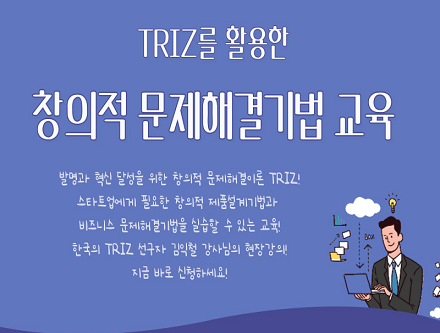 TRIZ를 활용한
창의적 문제해결기법 교육
발명과 혁신 달성을 위한 창의적 문제해결이론 TRIZ!
스타트업에게 필요한 창의적 제품설계기법과
비즈니스 문제해결기법을 실습할 수 있는 교육!
한국의 TRIZ 선구자 김익철 강사님의 현장강의!
지금 바로 신청하세요!